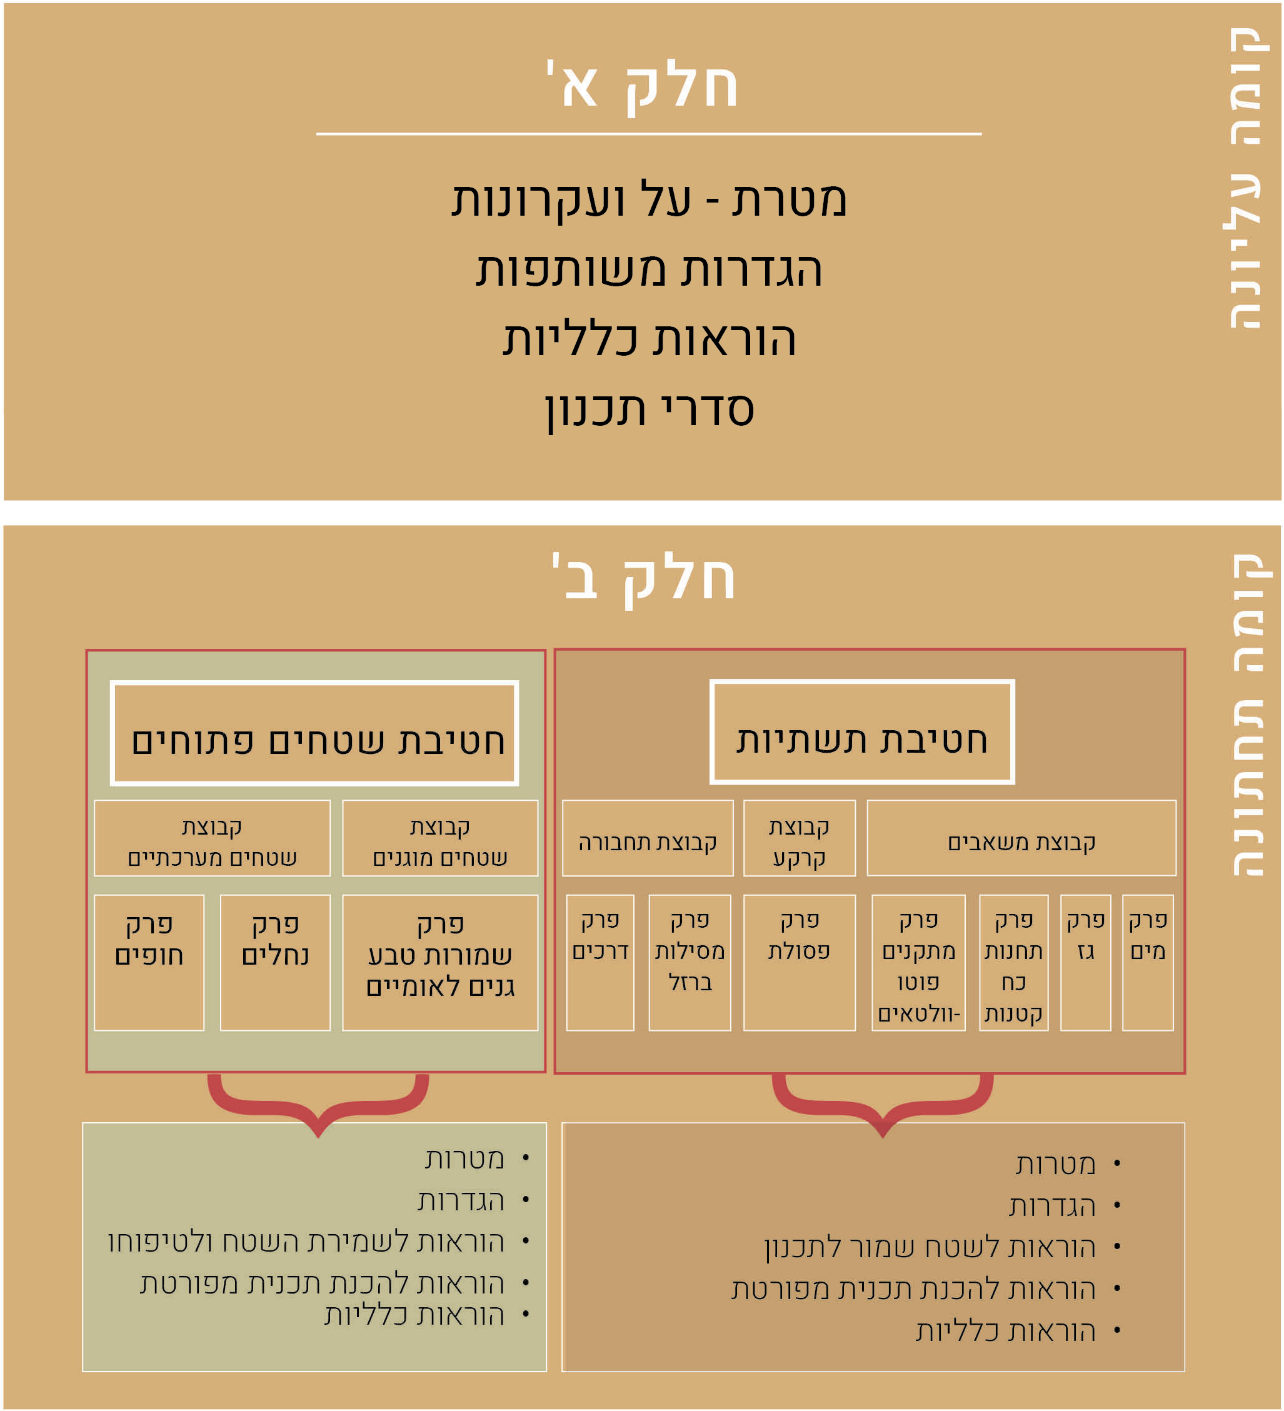 קומה עליונה
חלק א'
מטרת - על ועקרונות
הגדרות משותפות
הוראות כלליות
סדרי תכנון
קומה תחתונה
חלק ב'
חטיבת תשתיות
קבוצת משאבים
קבוצת
קרקע
קבוצת תחבורה
פרק
מים
פרק
גז
פרק
תחנות
כח
קטנות
פרק
מתקנים
פוטו
-וולטאים
פרק
פסולת
פרק
מסילות
ברזל
פרק
דרכים
• מטרות
• הגדרות
• הוראות לשטח שמור לתכנון
• הוראות להכנת תכנית מפורטת
• הוראות כלליות
חטיבת שטחים פתוחים
קבוצת
שטחים מוגנים
קבוצת
שטחים מערכתיים
פרק
שמורות טבע
גנים לאומיים
פרק
נחלים
פרק
חופים
• מטרות
• הגדרות
• הוראות לשמירת השטח ולטיפוחו
• הוראות להכנת תכנית מפורטת
• הוראות כלליות